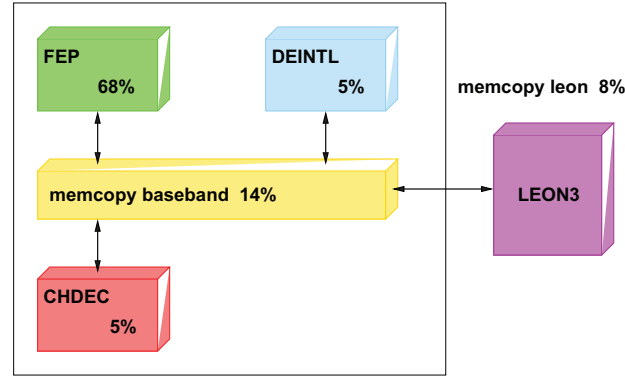 FEP
68%
DEINTL
5%
memcopy leon 8%
memcopy baseband 14%
LEON3
CHDEC
5%